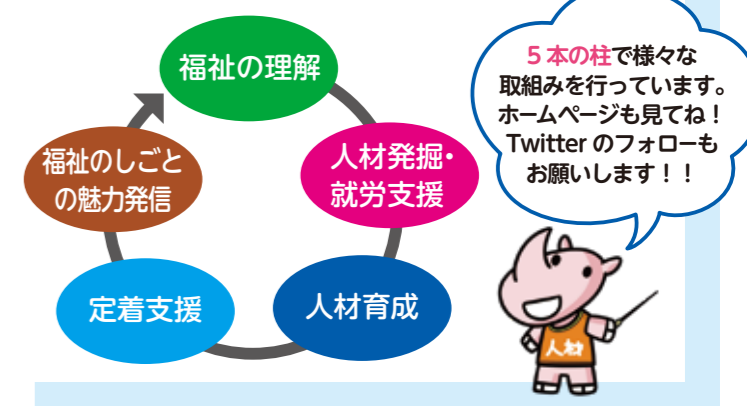 福祉の理解
人材発掘・
就労支援
人材育成
定着支援
福祉のしごと
の魅力発信
5本の柱で様々な
取組みを行っています。
ホームページも見てね！
Twitter のフォローも
お願いします！！
人材